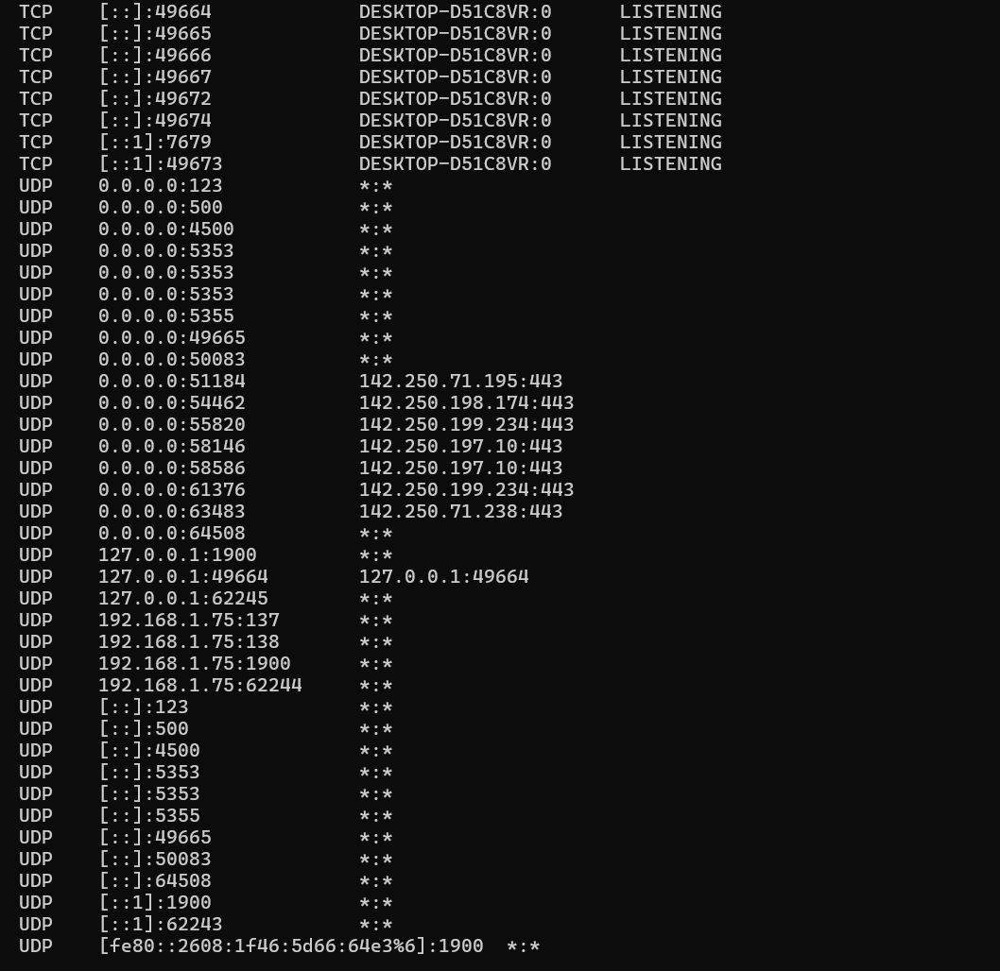 TCP [::]:49664 DESKTOP-D51C8VR:0 LISTENING
TCP [::]:49665 DESKTOP-D51C8VR:0 LISTENING
TCP [::]:49666 DESKTOP-D51C8VR:0 LISTENING
TCP [::]:49667 DESKTOP-D51C8VR:0 LISTENING
TCP [::]:49672 DESKTOP-D51C8VR:0 LISTENING
TCP [::]:49674 DESKTOP-D51C8VR:0 LISTENING
TCP [::1]:7679 DESKTOP-D51C8VR:0 LISTENING
TCP [::1]:49673 DESKTOP-D51C8VR:0 LISTENING
UDP 0.0.0.0:123 *:*
UDP 0.0.0.0:500 *:*
UDP 0.0.0.0:4500 *:*
UDP 0.0.0.0:5353 *:*
UDP 0.0.0.0:5353 *:*
UDP 0.0.0.0:5353 *:*
UDP 0.0.0.0:5355 *:*
UDP 0.0.0.0:49665 *:*
UDP 0.0.0.0:50083 *:*
UDP 0.0.0.0:51184 142.250.71.195:443
UDP 0.0.0.0:54462 142.250.198.174:443
UDP 0.0.0.0:55820 142.250.199.234:443
UDP 0.0.0.0:58146 142.250.197.10:443
UDP 0.0.0.0:58586 142.250.197.10:443
UDP 0.0.0.0:61376 142.250.199.234:443
UDP 0.0.0.0:63483 142.250.71.238:443
UDP 0.0.0.0:64508 *:*
UDP 127.0.0.1:1900 *:*
UDP 127.0.0.1:49664 127.0.0.1:49664
UDP 127.0.0.1:62245 *:*
UDP 192.168.1.75:137 *:*
UDP 192.168.1.75:138 *:*
UDP 192.168.1.75:1900 *:*
UDP 192.168.1.75:62244 *:*
UDP [::]:123 *:*
UDP [::]:500 *:*
UDP [::]:4500 *:*
UDP [::]:5353 *:*
UDP [::]:5353 *:*
UDP [::]:5355 *:*
UDP [::]:49665 *:*
UDP [::]:50083 *:*
UDP [::]:64508 *:*
UDP [::1]:1900 *:*
UDP [::1]:62243 *:*
UDP [fe80::2608:1f46:5d66:64e3%6]:1900 *:*